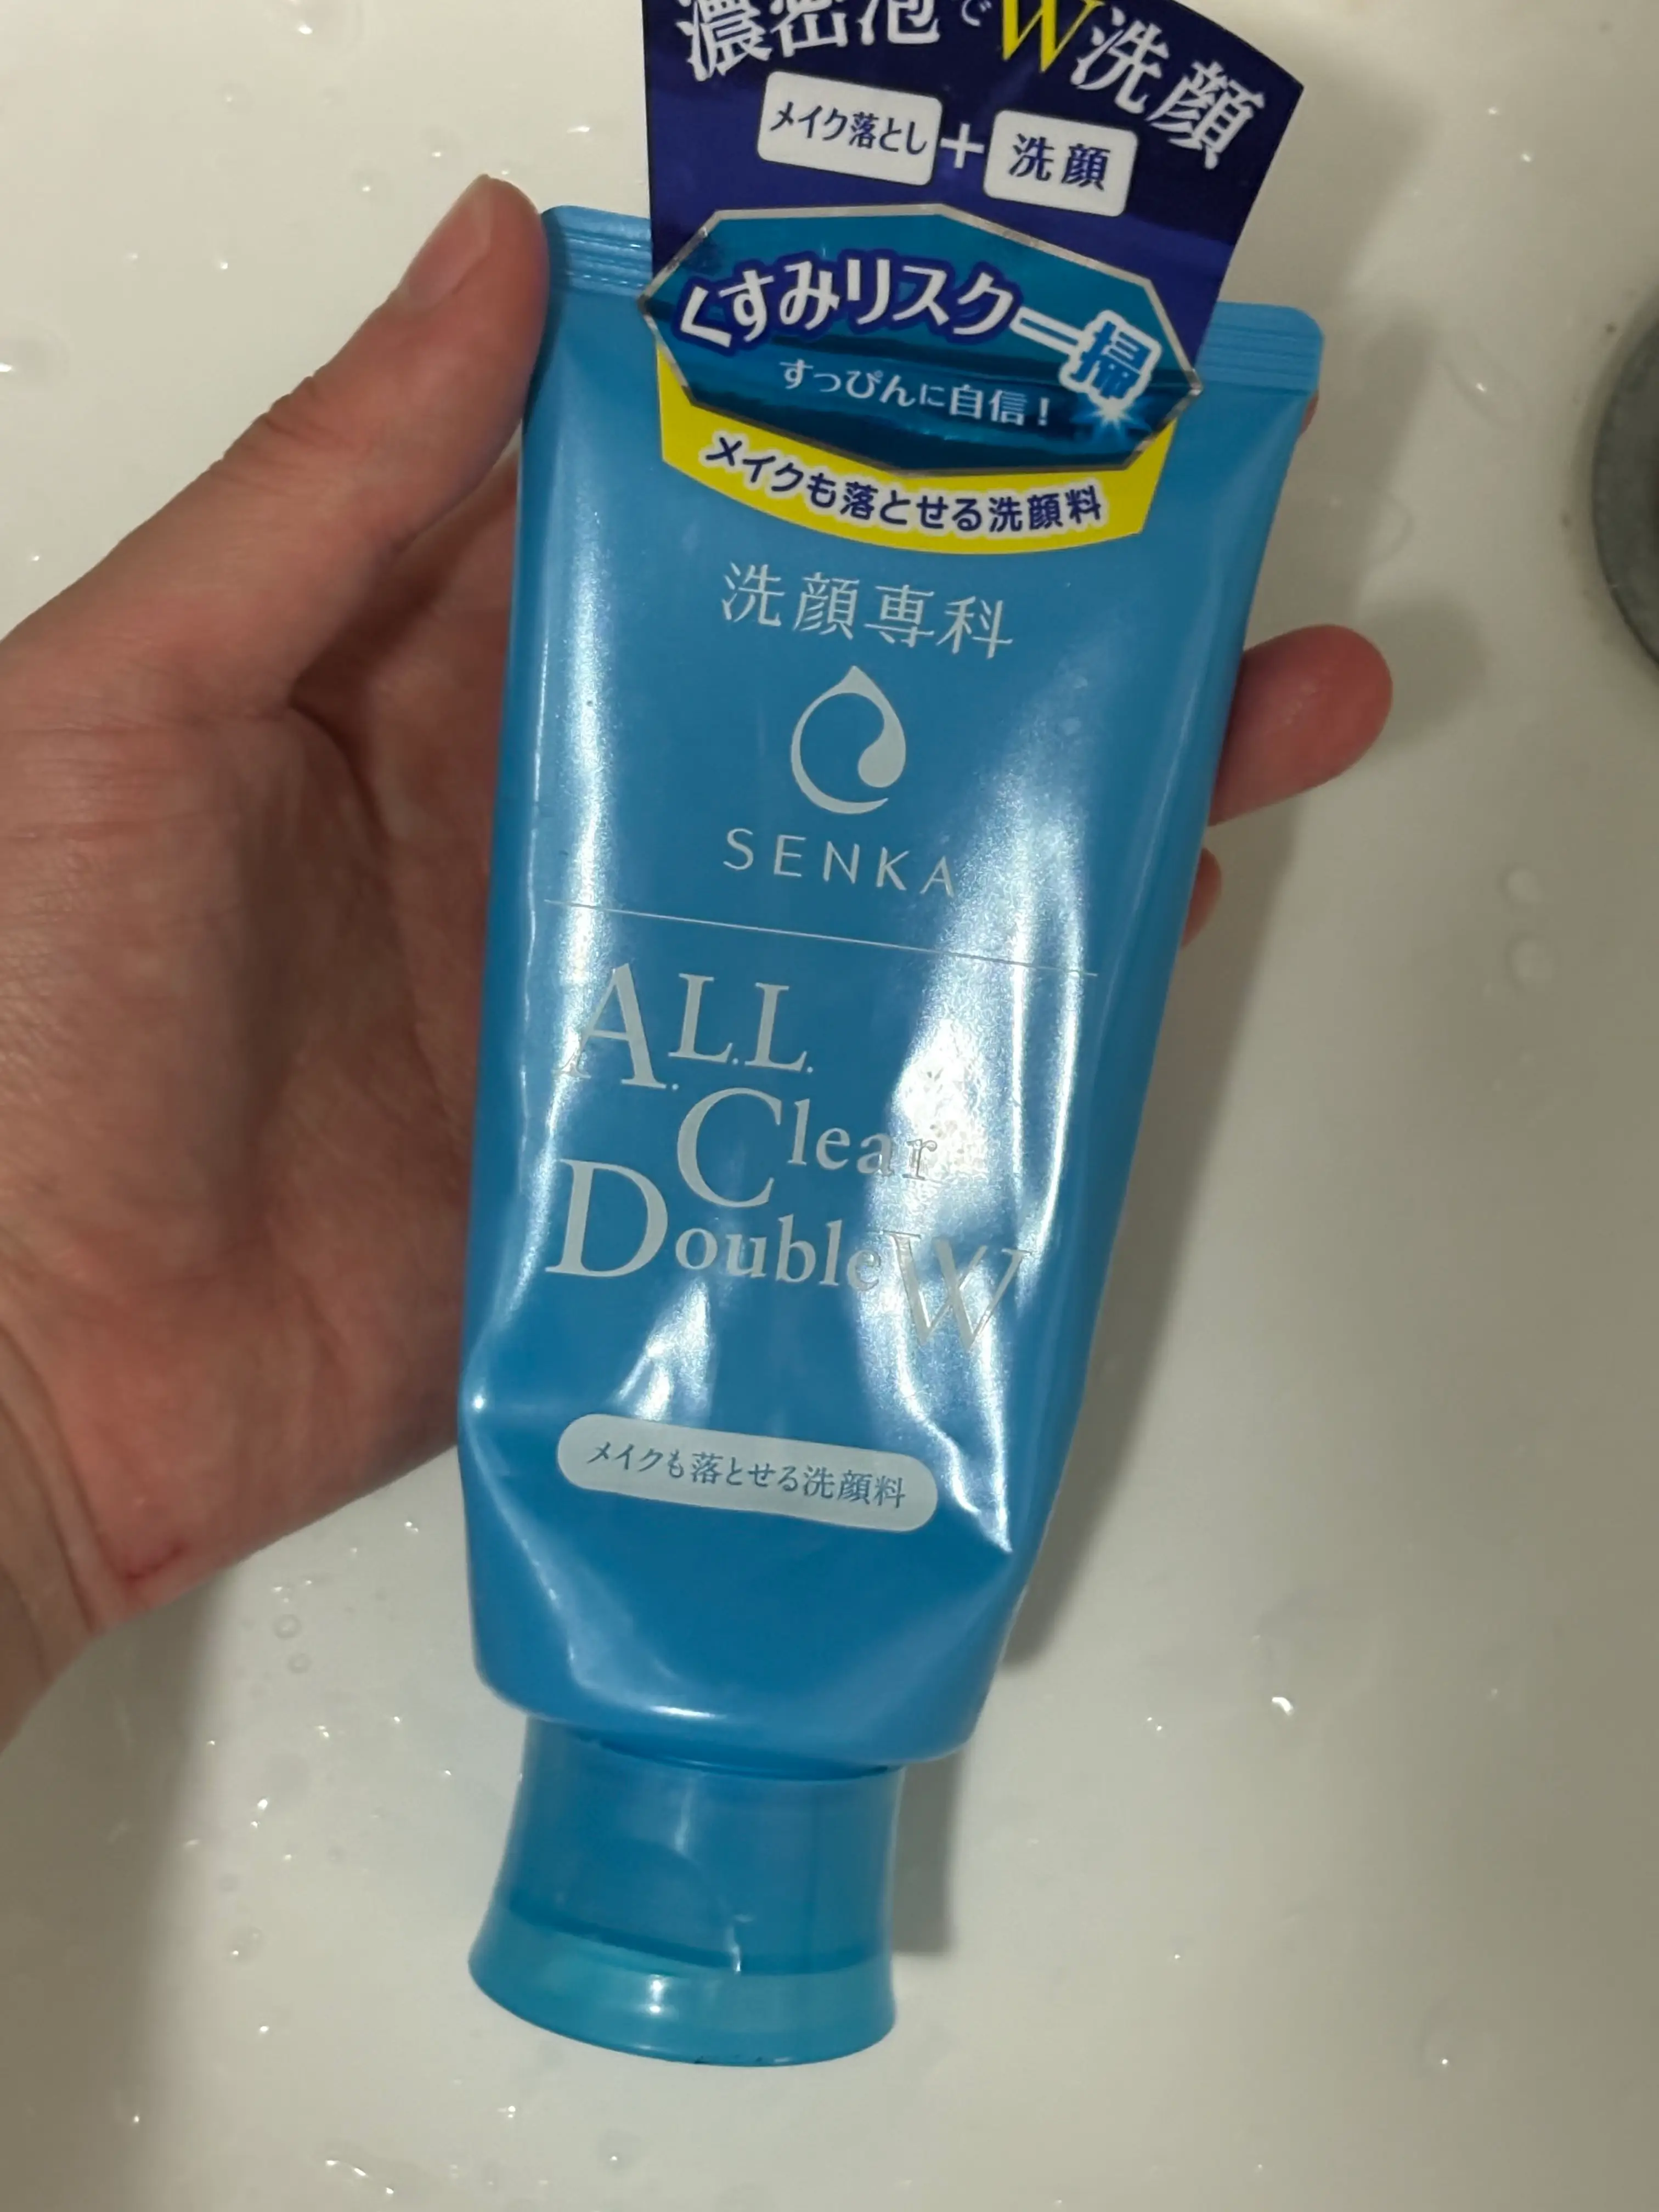 濃密泡でW洗顔
メイク落とし+洗顔
くすみリスク一掃
すっぴんに自信!
メイクも落とせる洗顔料
洗顔専科
SENKA
A.L.L.
Clear
Double W
メイクも落とせる洗顔料